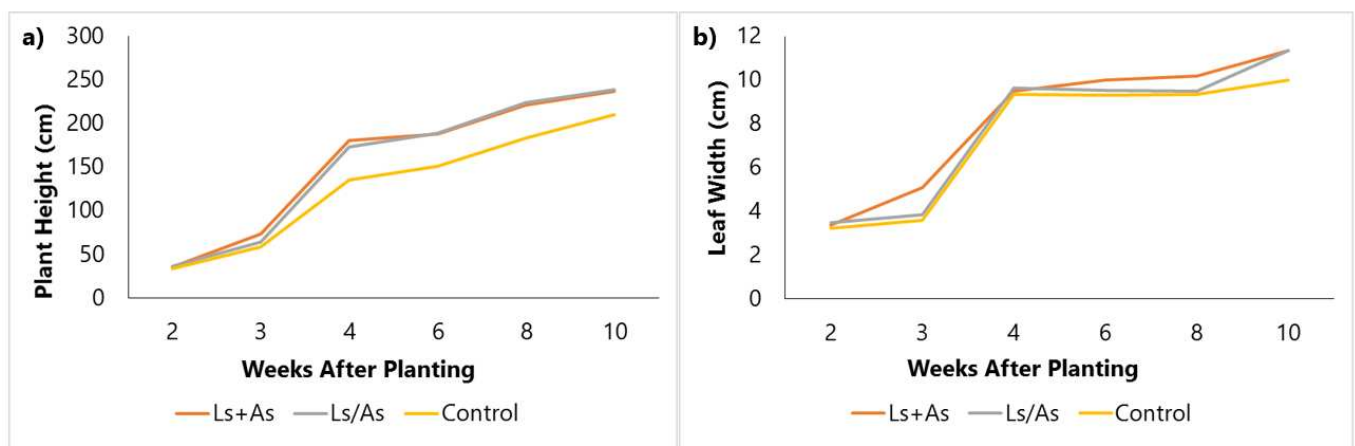 a)
Plant Height (cm)
300
250
200
150
100
50
0
2 3 4 6 8 10
Weeks After Planting
Ls+As Ls/As Control
b)
Leaf Width (cm)
12
10
8
6
4
2
0
2 3 4 6 8 10
Weeks After Planting
Ls+As Ls/As Control